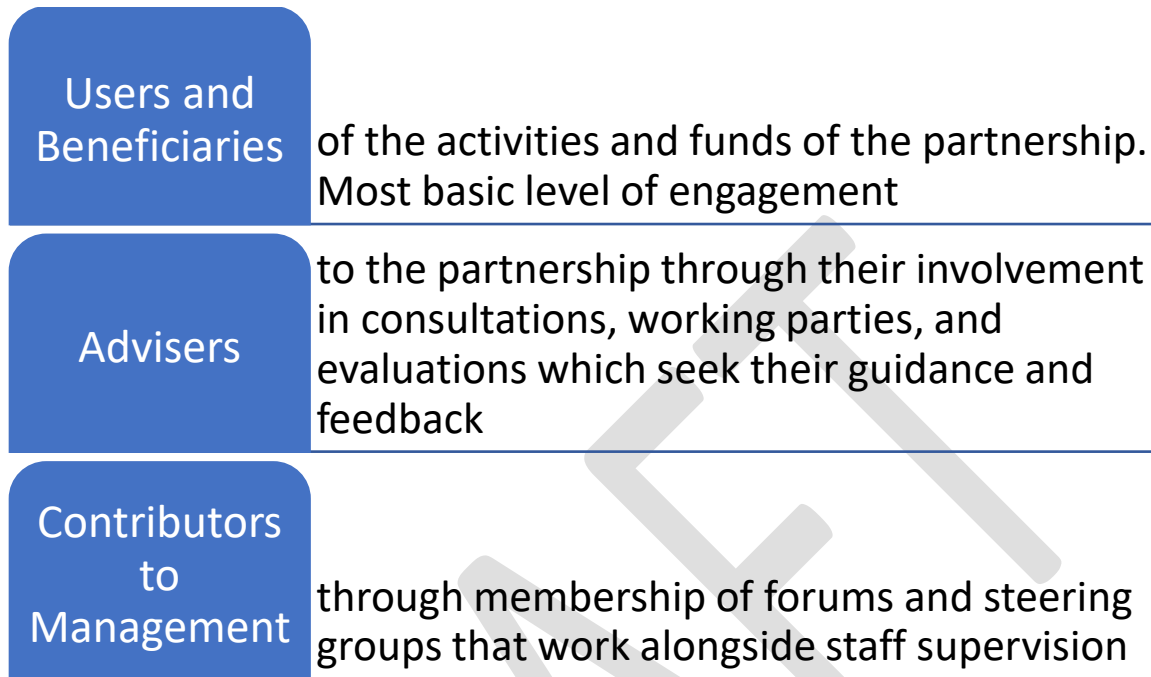 Users and
Beneficiaries
of the activities and funds of the partnership.
Most basic level of engagement
Advisers
to the partnership through their involvement
in consultations, working parties, and
evaluations which seek their guidance and
feedback
Contributors
to
Management
through membership of forums and steering
groups that work alongside staff supervision